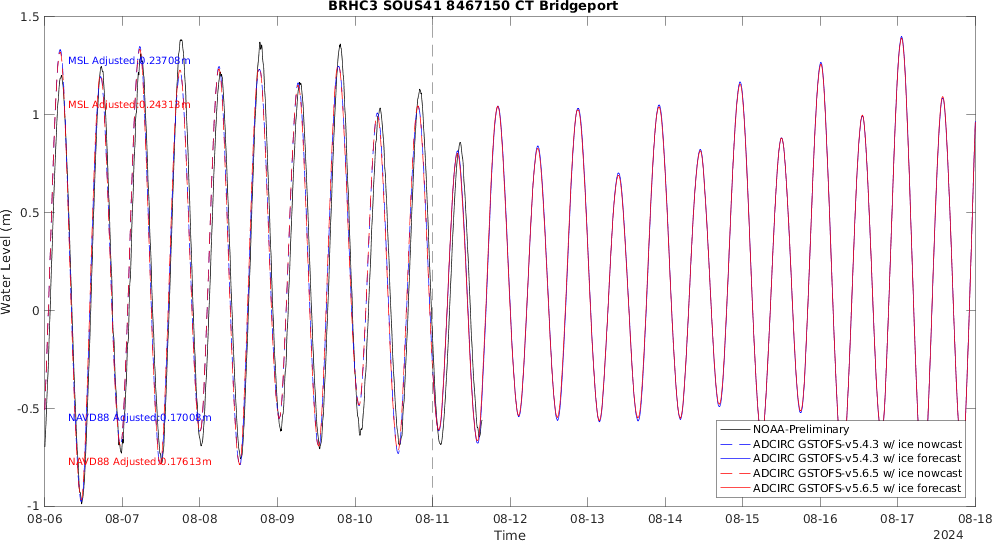 BRHC3 SOUS41 8467150 CT Bridgeport
1.5
MSL Adjusted:0.23708m
MSL Adjusted:0.24313m
1
0.5
Water Level (m)
0
-0.5
NAVD88 Adjusted:0.17008m
NAVD88 Adjusted:0.17613m
NOAA-Preliminary
ADCIRC GSTOFS-v5.4.3 w/ ice nowcast
ADCIRC GSTOFS-v5.4.3 w/ ice forecast
ADCIRC GSTOFS-v5.6.5 w/ ice nowcast
ADCIRC GSTOFS-v5.6.5 w/ ice forecast
-1
08-06 08-07 08-08 08-09 08-10 08-11 08-12 08-13 08-14 08-15 08-16 08-17 08-18
Time
2024